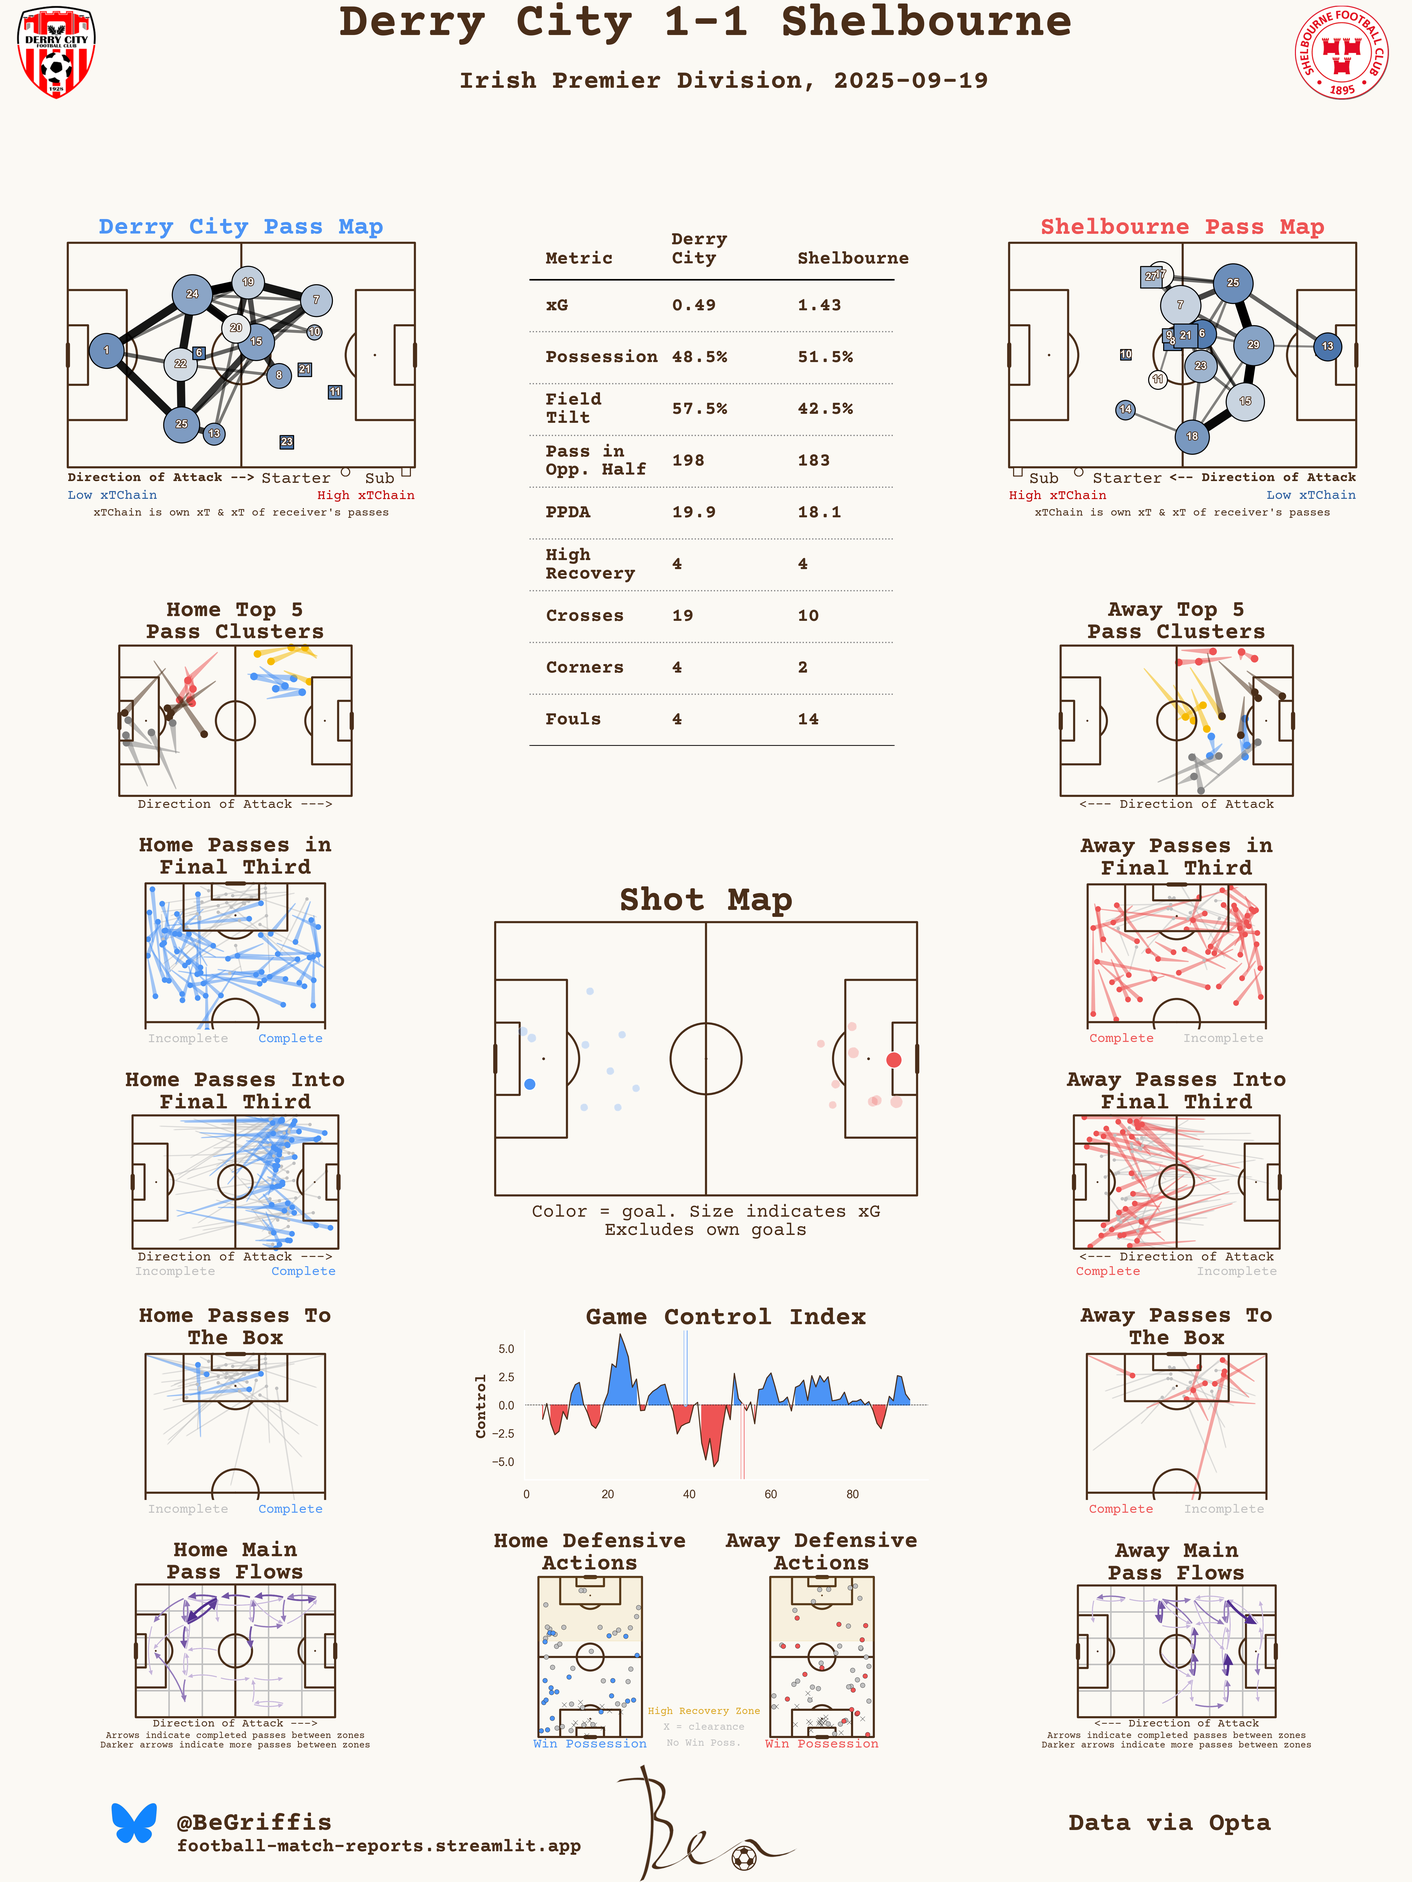 Derry City 1-1 Shelbourne
Irish Premier Division, 2025-09-19
DERRY CITY
FOOTBALL CLUB
1928
SHELBOURNE FOOTBALL CLUB
1895
Derry City Pass Map
24
19
7
20
10
15
1
22
6
8
21
11
25
13
23
Direction of Attack --> Starter Sub
Low xTChain High xTChain
xTChain is own xT & xT of receiver's passes
Metric Derry City Shelbourne
xG 0.49 1.43
Possession 48.5% 51.5%
Field Tilt 57.5% 42.5%
Pass in Opp. Half 198 183
PPDA 19.9 18.1
High Recovery 4 4
Crosses 19 10
Corners 4 2
Fouls 4 14
Shelbourne Pass Map
27
17
25
7
9
8
21
6
29
13
10
23
11
15
14
18
Sub Starter <-- Direction of Attack
High xTChain Low xTChain
xTChain is own xT & xT of receiver's passes
Home Top 5
Pass Clusters
Direction of Attack --->
Away Top 5
Pass Clusters
<--- Direction of Attack
Home Passes in
Final Third
Incomplete Complete
Away Passes in
Final Third
Complete Incomplete
Shot Map
Color = goal. Size indicates xG
Excludes own goals
Home Passes Into
Final Third
Direction of Attack --->
Incomplete Complete
Away Passes Into
Final Third
<--- Direction of Attack
Complete Incomplete
Home Passes To
The Box
Incomplete Complete
Game Control Index
Control
5.0
2.5
0.0
−2.5
−5.0
0 20 40 60 80
Away Passes To
The Box
Complete Incomplete
Home Main
Pass Flows
Direction of Attack --->
Arrows indicate completed passes between zones
Darker arrows indicate more passes between zones
Home Defensive
Actions
Win Possession
Away Defensive
Actions
Win Possession
High Recovery Zone
X = clearance
No Win Poss.
Away Main
Pass Flows
<--- Direction of Attack
Arrows indicate completed passes between zones
Darker arrows indicate more passes between zones
@BeGriffis
football-match-reports.streamlit.app
Ben
Data via Opta